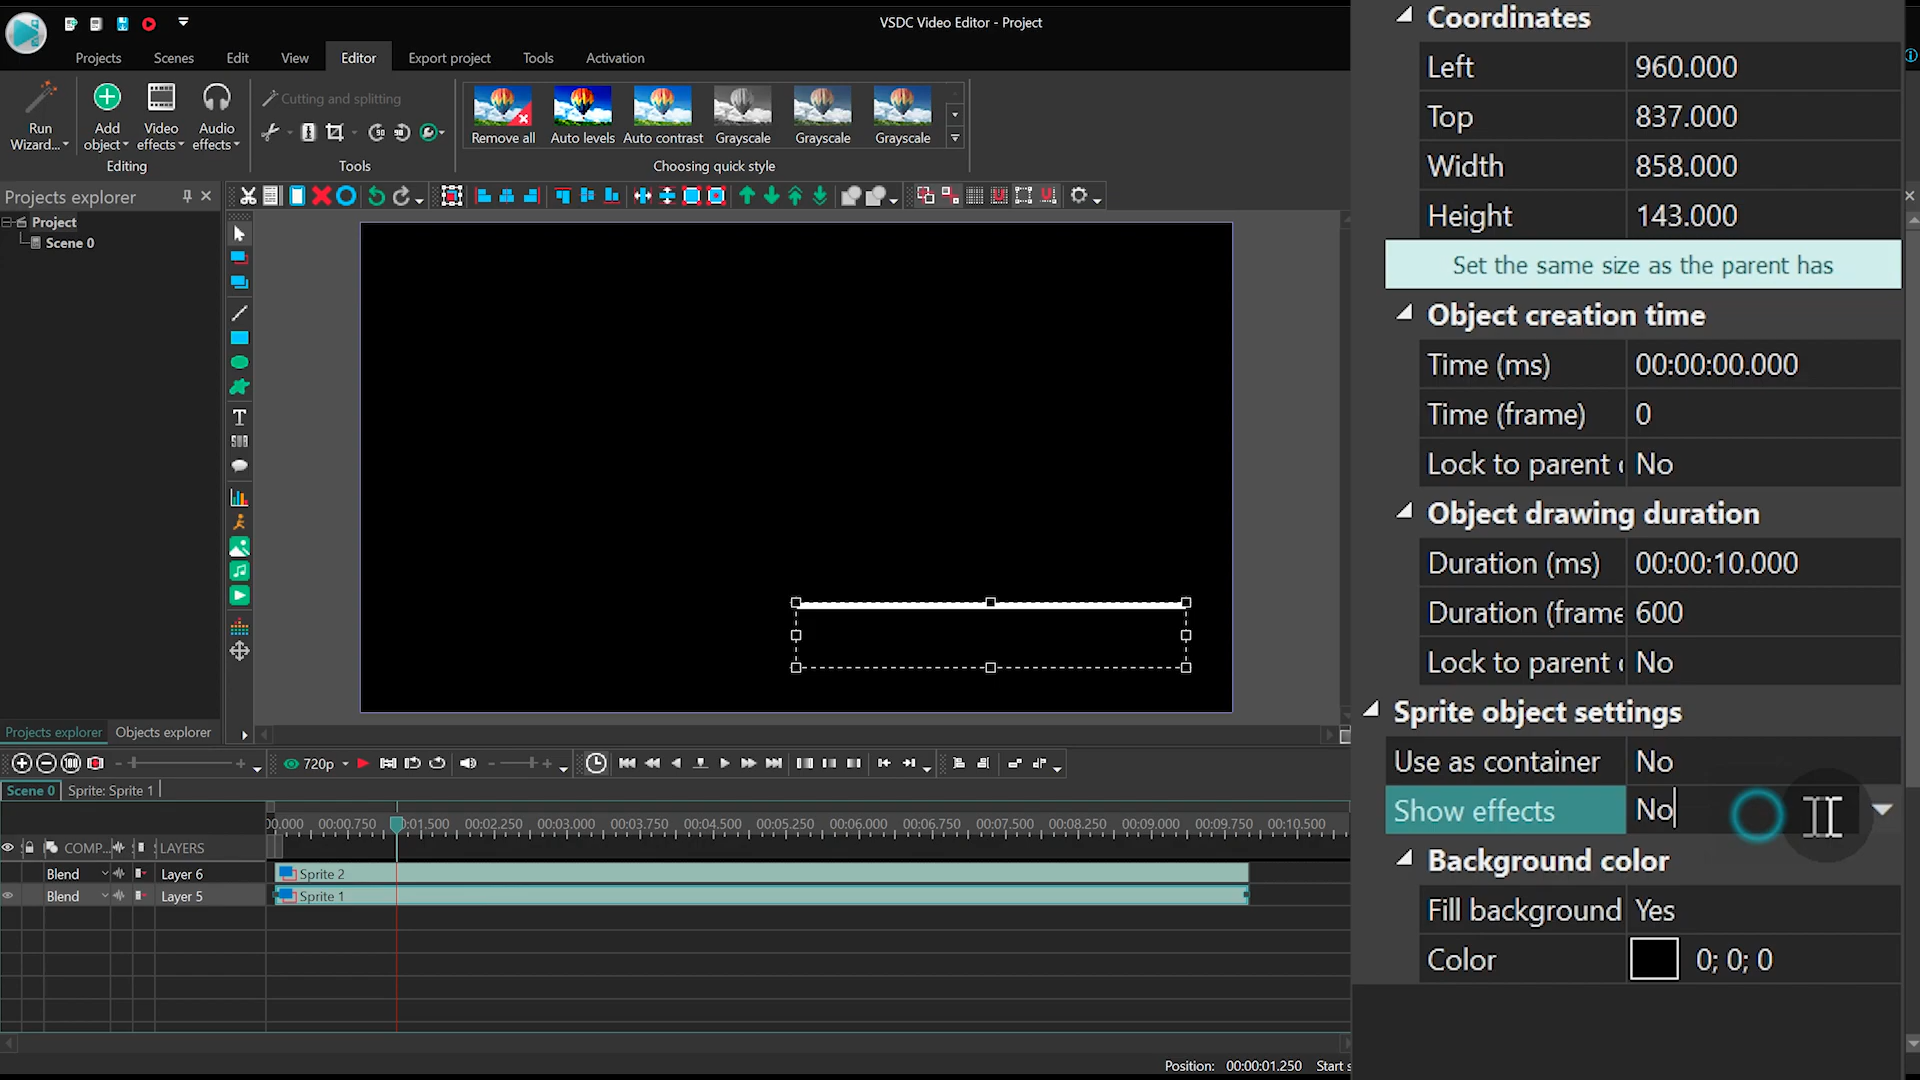 VSDC Video Editor - Project
Projects
Scenes
Edit
View
Editor
Export project
Tools
Activation
Run Wizard...
Add object
Video effects
Audio effects
Editing
Cutting and splitting
Tools
Remove all
Auto levels
Auto contrast
Grayscale
Grayscale
Grayscale
Choosing quick style
Projects explorer
Project
Scene 0
Projects explorer
Objects explorer
720p
Scene 0
Sprite: Sprite 1
00.000
00:00.750
0:01.500
00:02.250
00:03.000
00:03.750
00:04.500
00:05.250
00:06.000
00:06.750
00:07.500
00:08.250
00:09.000
00:09.750
00:10.500
COMP...
LAYERS
Blend
Layer 6
Sprite 2
Blend
Layer 5
Sprite 1
Position: 00:00:01.250 Start s
Coordinates
Left 960.000
Top 837.000
Width 858.000
Height 143.000
Set the same size as the parent has
Object creation time
Time (ms) 00:00:00.000
Time (frame) 0
Lock to parent No
Object drawing duration
Duration (ms) 00:00:10.000
Duration (frame 600
Lock to parent No
Sprite object settings
Use as container No
Show effects No
Background color
Fill background Yes
Color 0; 0; 0